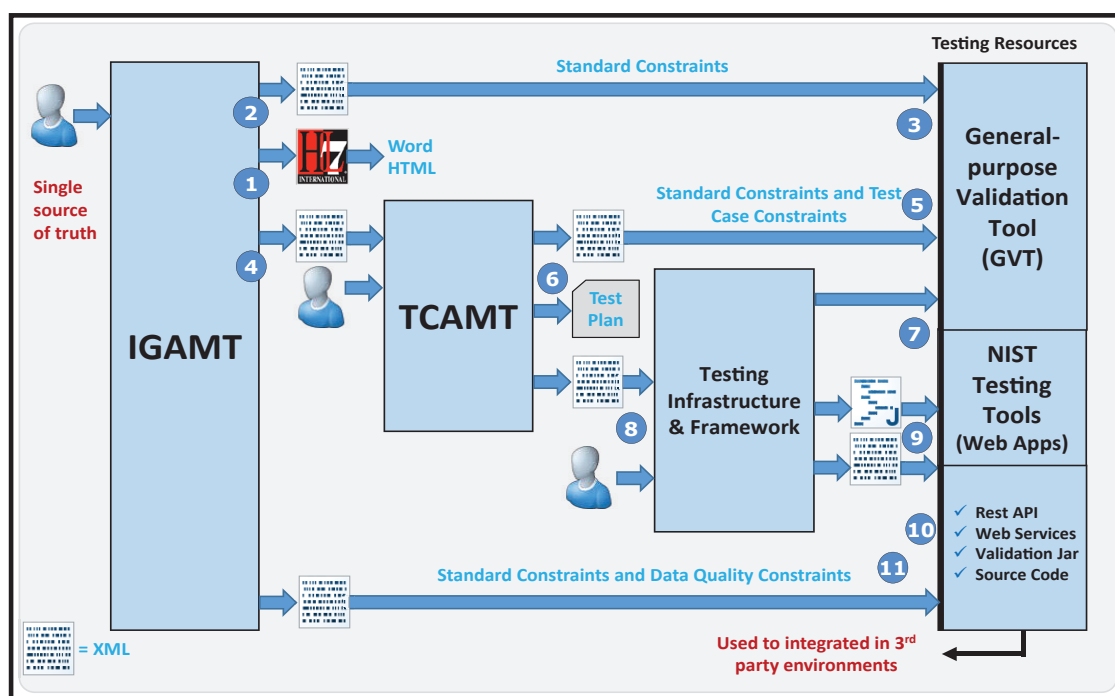 Testing Resources
Standard Constraints
2
3
General-
purpose
Validation
Tool
(GVT)
HL7
INTERNATIONAL
Word
HTML
1
Single
source
of truth
Standard Constraints and Test
Case Constraints
5
4
IGAMT
TCAMT
6
Test
Plan
7
Testing
Infrastructure
& Framework
NIST
Testing
Tools
(Web Apps)
J
8
9
10
✓ Rest API
✓ Web Services
✓ Validation Jar
✓ Source Code
11
Standard Constraints and Data Quality Constraints
= XML
Used to integrated in 3rd
party environments